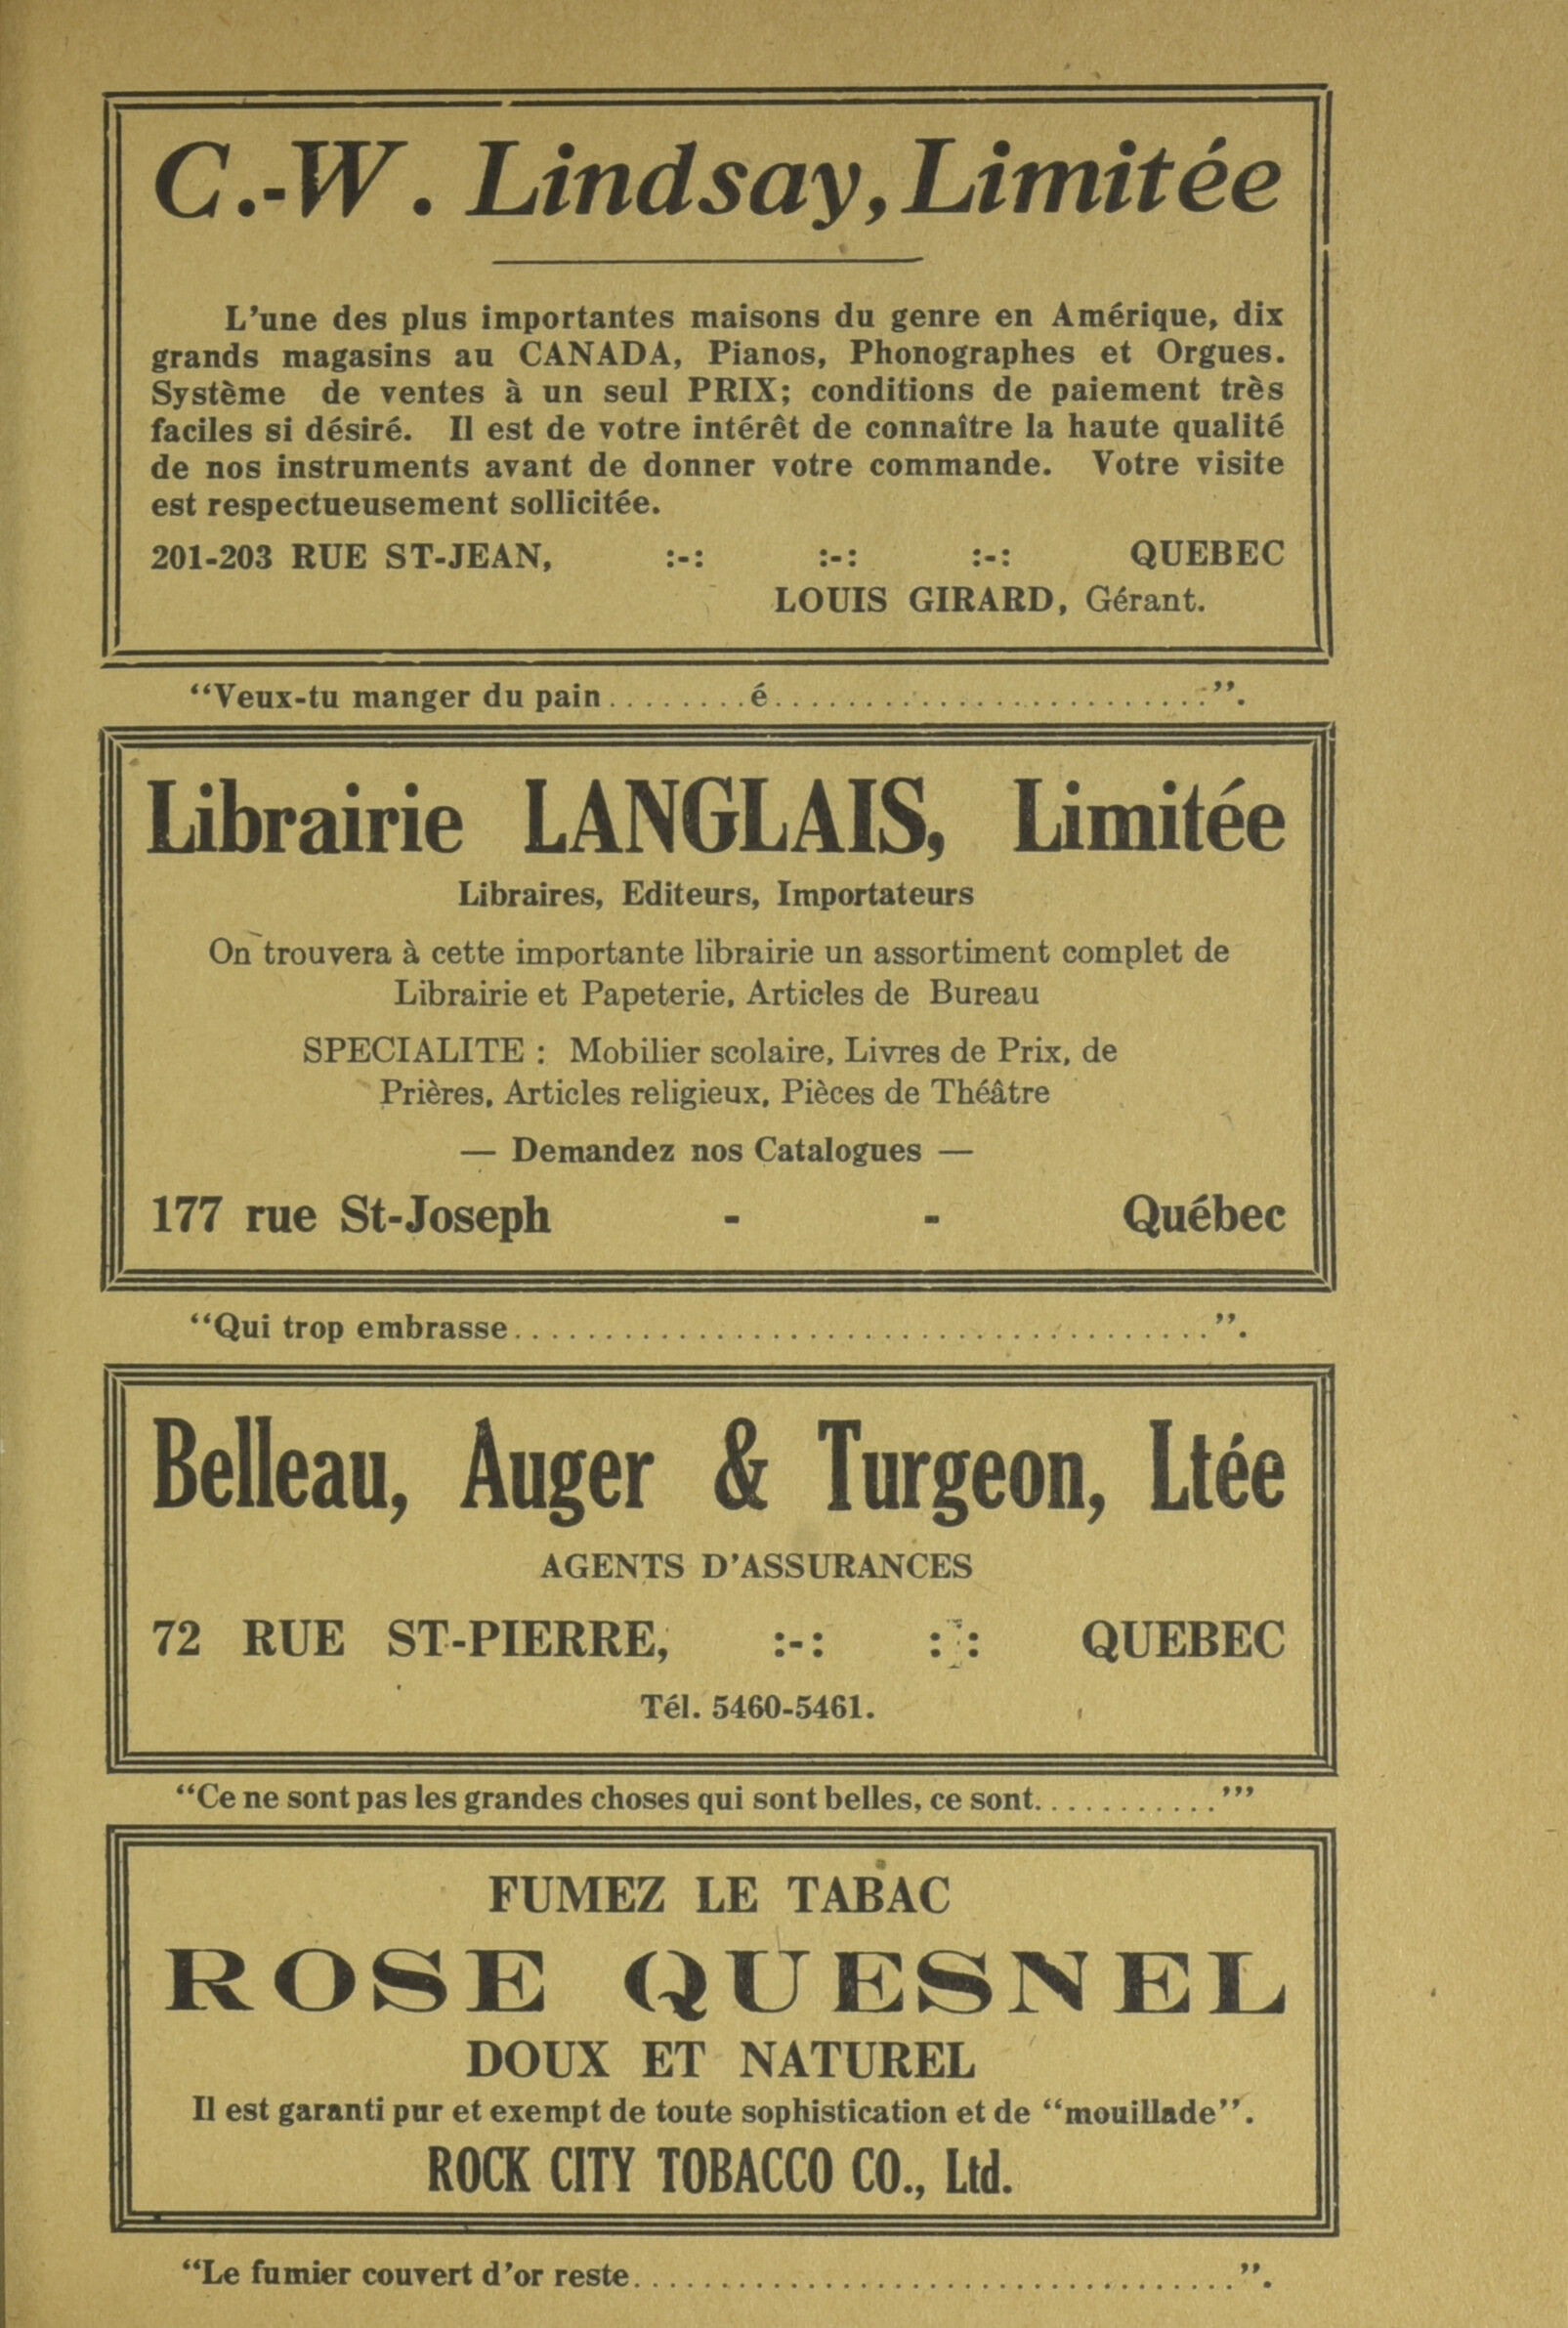 C.-W. Lindsay, Limitée
L'une des plus importantes maisons du genre en Amérique, dix
grands magasins au CANADA, Pianos, Phonographes et Orgues.
Système de ventes à un seul PRIX; conditions de paiement très
faciles si désiré. Il est de votre intérêt de connaître la haute qualité
de nos instruments avant de donner votre commande. Votre visite
est respectueusement sollicitée.
201-203 RUE ST-JEAN, :-: :-: :-: QUEBEC
LOUIS GIRARD, Gérant.
"Veux-tu manger du pain........é........................".
Librairie LANGLAIS, Limitée
Libraires, Editeurs, Importateurs
On trouvera à cette importante librairie un assortiment complet de
Librairie et Papeterie, Articles de Bureau
SPECIALITE : Mobilier scolaire, Livres de Prix, de
Prières, Articles religieux, Pièces de Théâtre
— Demandez nos Catalogues —
177 rue St-Joseph - - Québec
"Qui trop embrasse......................................".
Belleau, Auger & Turgeon, Ltée
AGENTS D'ASSURANCES
72 RUE ST-PIERRE, :-: :-: QUEBEC
Tél. 5460-5461.
"Ce ne sont pas les grandes choses qui sont belles, ce sont...........'"
FUMEZ LE TABAC
ROSE QUESNEL
DOUX ET NATUREL
Il est garanti pur et exempt de toute sophistication et de "mouillade".
ROCK CITY TOBACCO CO., Ltd.
"Le fumier couvert d'or reste..................................".